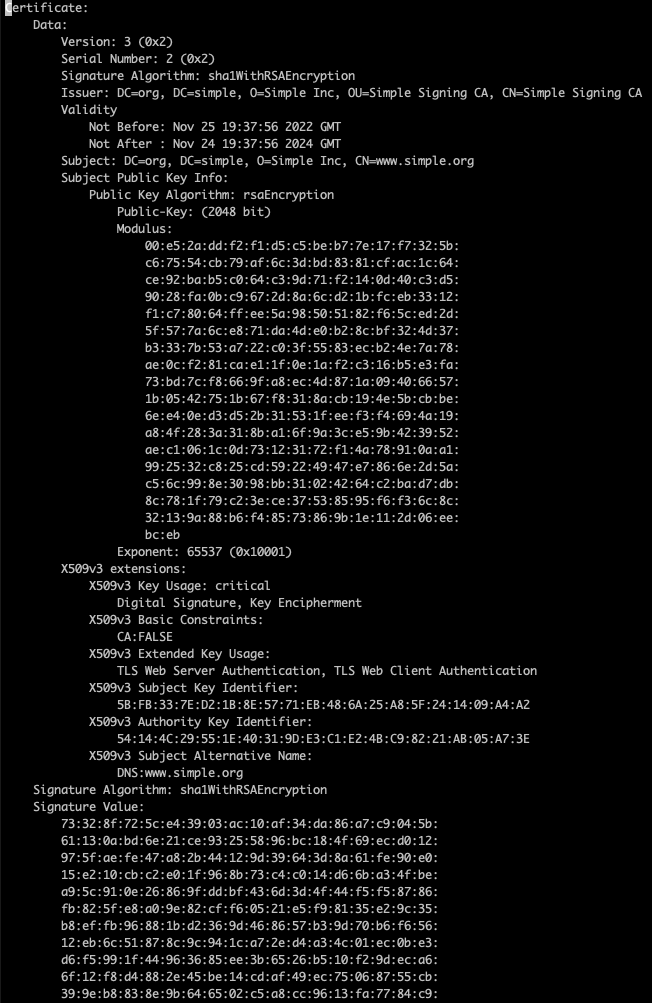 Certificate:
Data:
Version: 3 (0x2)
Serial Number: 2 (0x2)
Signature Algorithm: sha1WithRSAEncryption
Issuer: DC=org, DC=simple, O=Simple Inc, OU=Simple Signing CA, CN=Simple Signing CA
Validity
Not Before: Nov 25 19:37:56 2022 GMT
Not After : Nov 24 19:37:56 2024 GMT
Subject: DC=org, DC=simple, O=Simple Inc, CN=www.simple.org
Subject Public Key Info:
Public Key Algorithm: rsaEncryption
Public-Key: (2048 bit)
Modulus:
00:e5:2a:dd:f2:f1:d5:c5:be:b7:7e:17:f7:32:5b:
c6:75:54:cb:79:af:6c:3d:bd:83:81:cf:ac:1c:64:
ce:92:ba:b5:c0:64:c3:9d:71:f2:14:0d:40:c3:d5:
90:28:fa:0b:c9:67:2d:8a:6c:d2:1b:fc:eb:33:12:
f1:c7:80:64:ff:ee:5a:98:50:51:82:f6:5c:ed:2d:
5f:57:7a:6c:e8:71:da:4d:e0:b2:8c:bf:32:4d:37:
b3:33:7b:53:a7:22:c0:3f:55:83:ec:b2:4e:7a:78:
ae:0c:f2:81:ca:e1:1f:0e:1a:f2:c3:16:b5:e3:fa:
73:bd:7c:f8:66:9f:a8:ec:4d:87:1a:09:40:66:57:
1b:05:42:75:1b:67:f8:31:8a:cb:19:4e:5b:cb:be:
6e:e4:0e:d3:d5:2b:31:53:1f:ee:f3:f4:69:4a:19:
a8:4f:28:3a:31:8b:a1:6f:9a:3c:e5:9b:42:39:52:
ae:c1:06:1c:0d:73:12:31:72:f1:4a:78:91:0a:a1:
99:25:32:c8:25:cd:59:22:49:47:e7:86:6e:2d:5a:
c5:6c:99:8e:30:98:bb:31:02:42:64:c2:ba:d7:db:
8c:78:1f:79:c2:3e:ce:37:53:85:95:f6:f3:6c:8c:
32:13:9a:88:b6:f4:85:73:86:9b:1e:11:2d:06:ee:
bc:eb
Exponent: 65537 (0x10001)
X509v3 extensions:
X509v3 Key Usage: critical
Digital Signature, Key Encipherment
X509v3 Basic Constraints:
CA:FALSE
X509v3 Extended Key Usage:
TLS Web Server Authentication, TLS Web Client Authentication
X509v3 Subject Key Identifier:
5B:FB:33:7E:D2:1B:8E:57:71:EB:48:6A:25:A8:5F:24:14:09:A4:A2
X509v3 Authority Key Identifier:
54:14:4C:29:55:1E:40:31:9D:E3:C1:E2:4B:C9:82:21:AB:05:A7:3E
X509v3 Subject Alternative Name:
DNS:www.simple.org
Signature Algorithm: sha1WithRSAEncryption
Signature Value:
73:32:8f:72:5c:e4:39:03:ac:10:af:34:da:86:a7:c9:04:5b:
61:13:0a:bd:6e:21:ce:93:25:58:96:bc:18:4f:69:ec:d0:12:
97:5f:ae:fe:47:a8:2b:44:12:9d:39:64:3d:8a:61:fe:90:e0:
15:e2:10:cb:c2:e0:1f:96:8b:73:c4:c0:14:d6:6b:a3:4f:be:
a9:5c:91:0e:26:86:9f:dd:bf:43:6d:3d:4f:44:f5:f5:87:86:
fb:82:5f:e8:a0:9e:82:cf:f6:05:21:e5:f9:81:35:e2:9c:35:
b8:ef:fb:96:88:1b:d2:36:9d:46:86:57:b3:9d:70:b6:f6:56:
12:eb:6c:51:87:8c:9c:94:1c:a7:2e:d4:a3:4c:01:ec:0b:e3:
d6:f5:99:1f:44:96:36:85:ee:3b:65:26:b5:10:f2:9d:ec:a6:
6f:12:f8:d4:88:2e:45:be:14:cd:af:49:ec:75:06:87:55:cb:
39:9e:b8:83:8e:9b:64:65:02:c5:a8:cc:96:13:fa:77:84:c9: